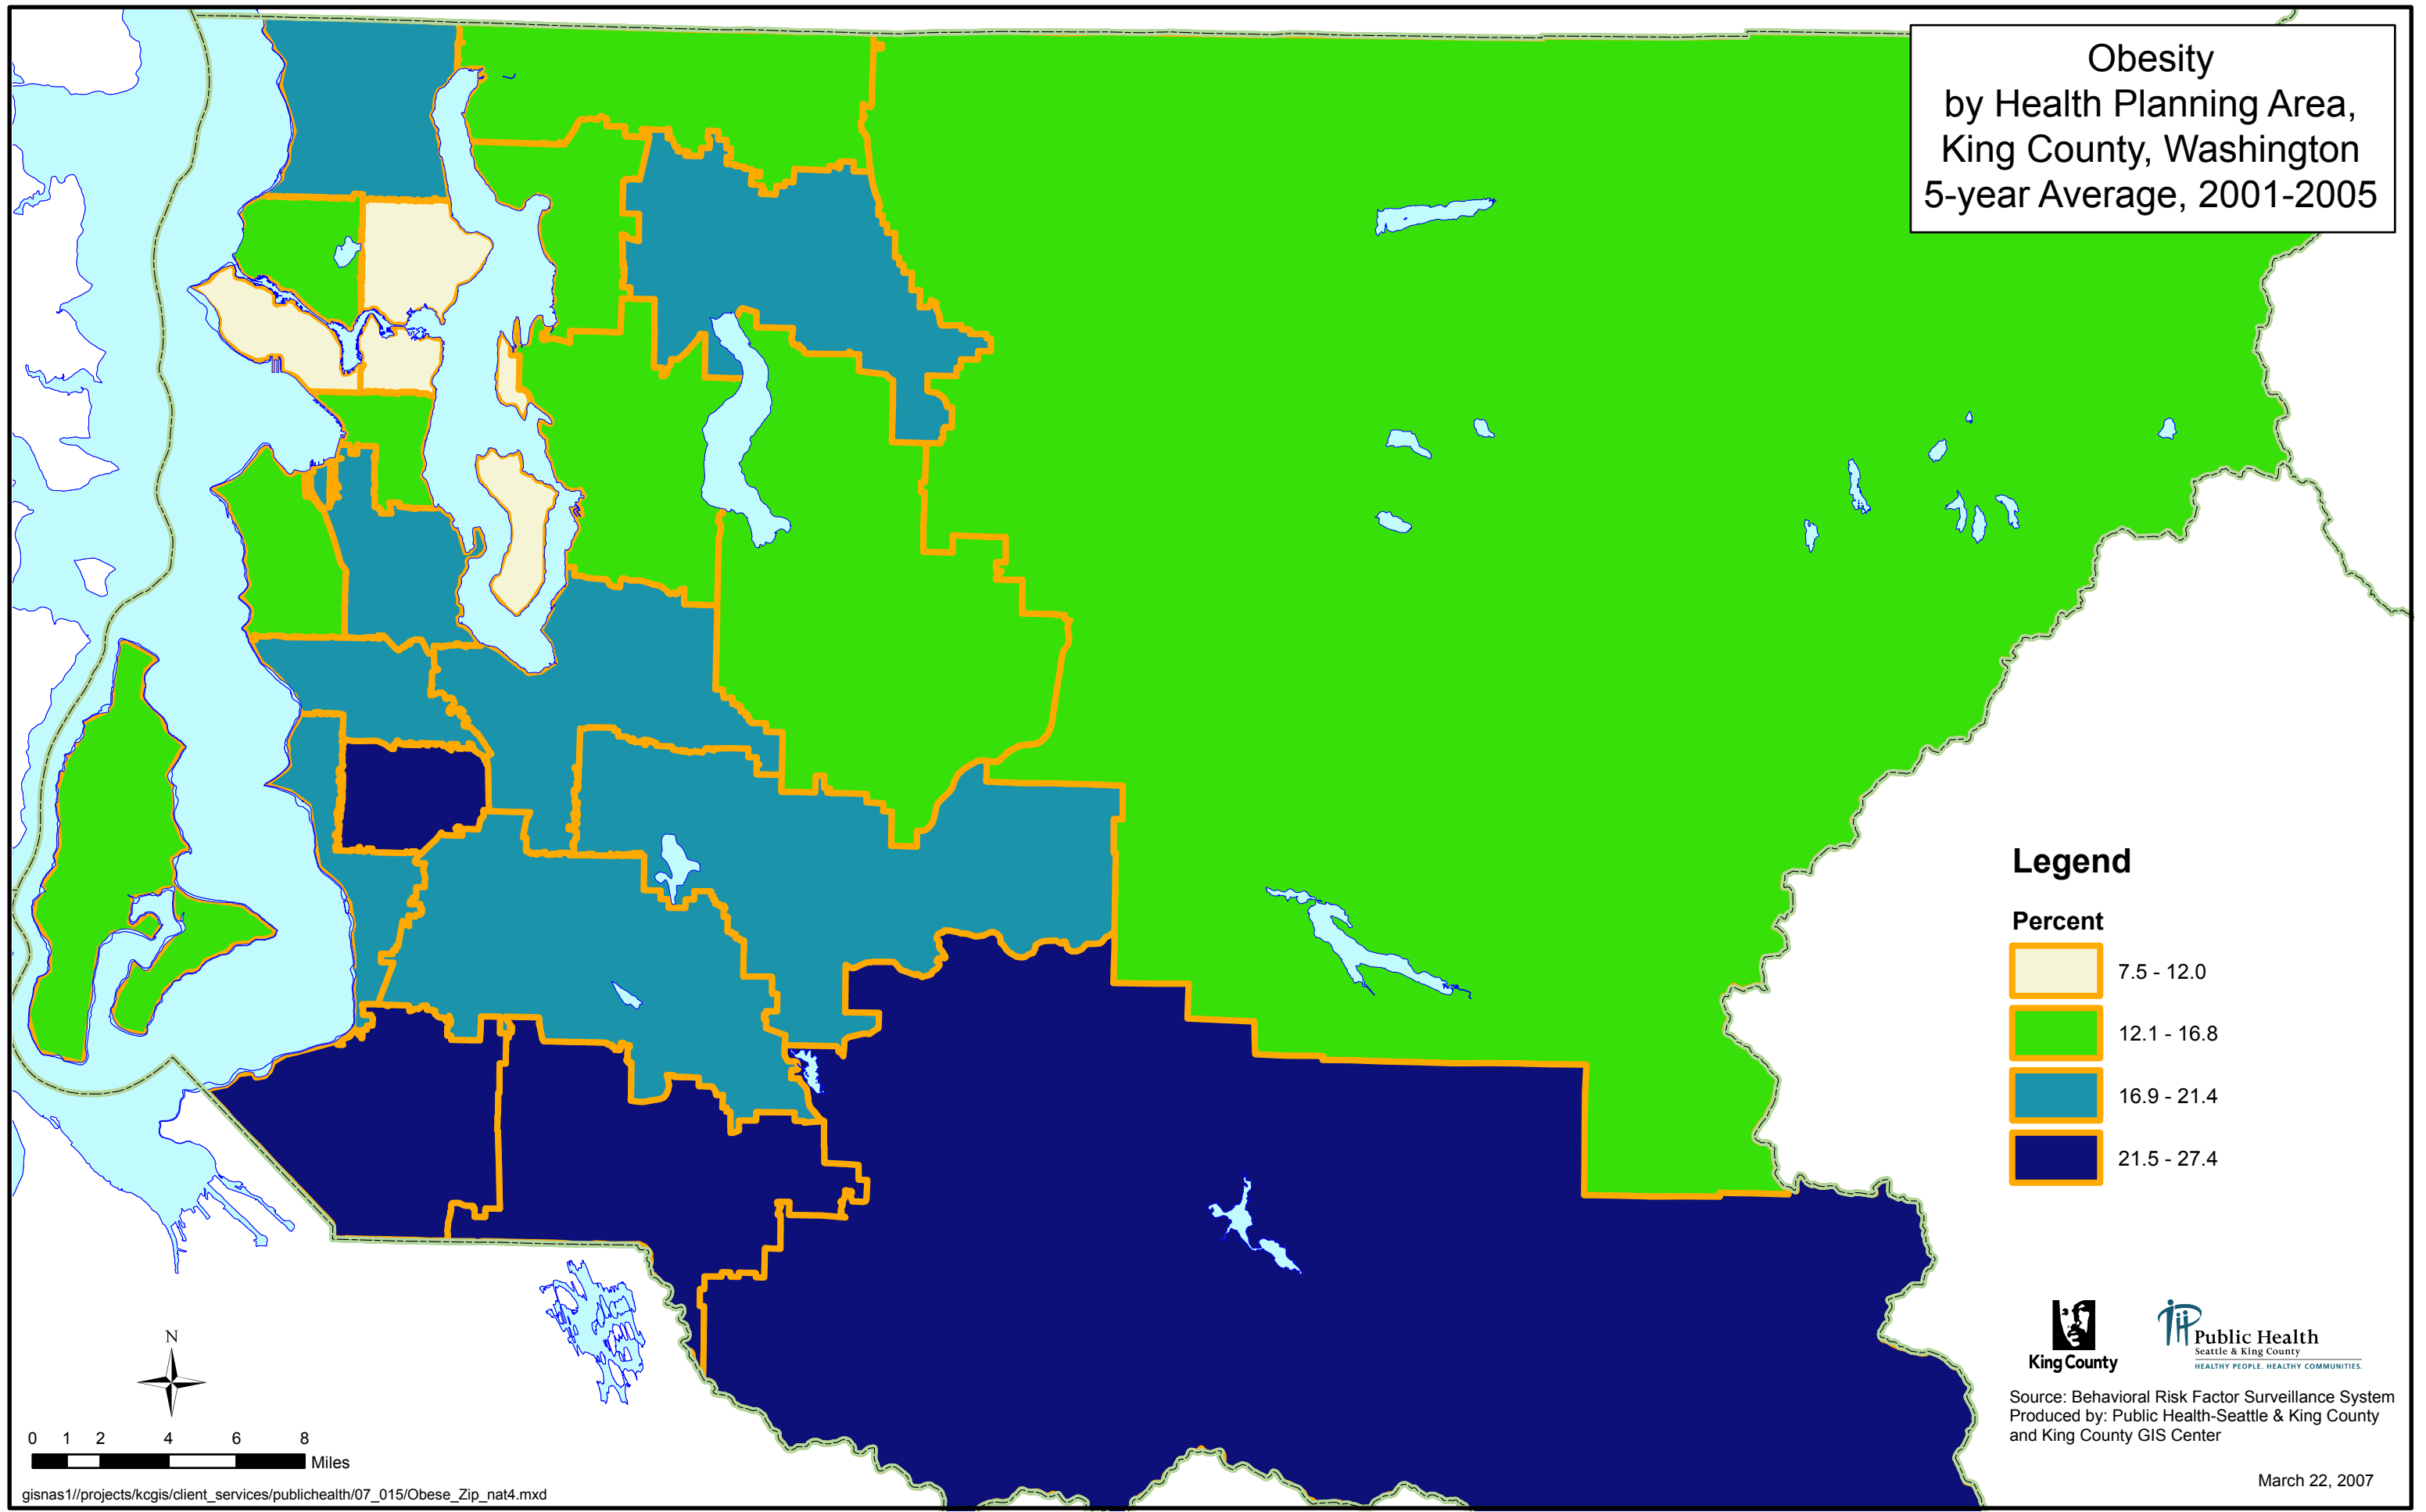 Obesity
by Health Planning Area,
King County, Washington
5-year Average, 2001-2005
Legend
Percent
7.5 - 12.0
12.1 - 16.8
16.9 - 21.4
21.5 - 27.4
King County
Public Health
Seattle & King County
HEALTHY PEOPLE. HEALTHY COMMUNITIES.
Source: Behavioral Risk Factor Surveillance System
Produced by: Public Health-Seattle & King County
and King County GIS Center
March 22, 2007
N
0 1 2 4 6 8
Miles
gisnas1//projects/kcgis/client_services/publichealth/07_015/Obese_Zip_nat4.mxd